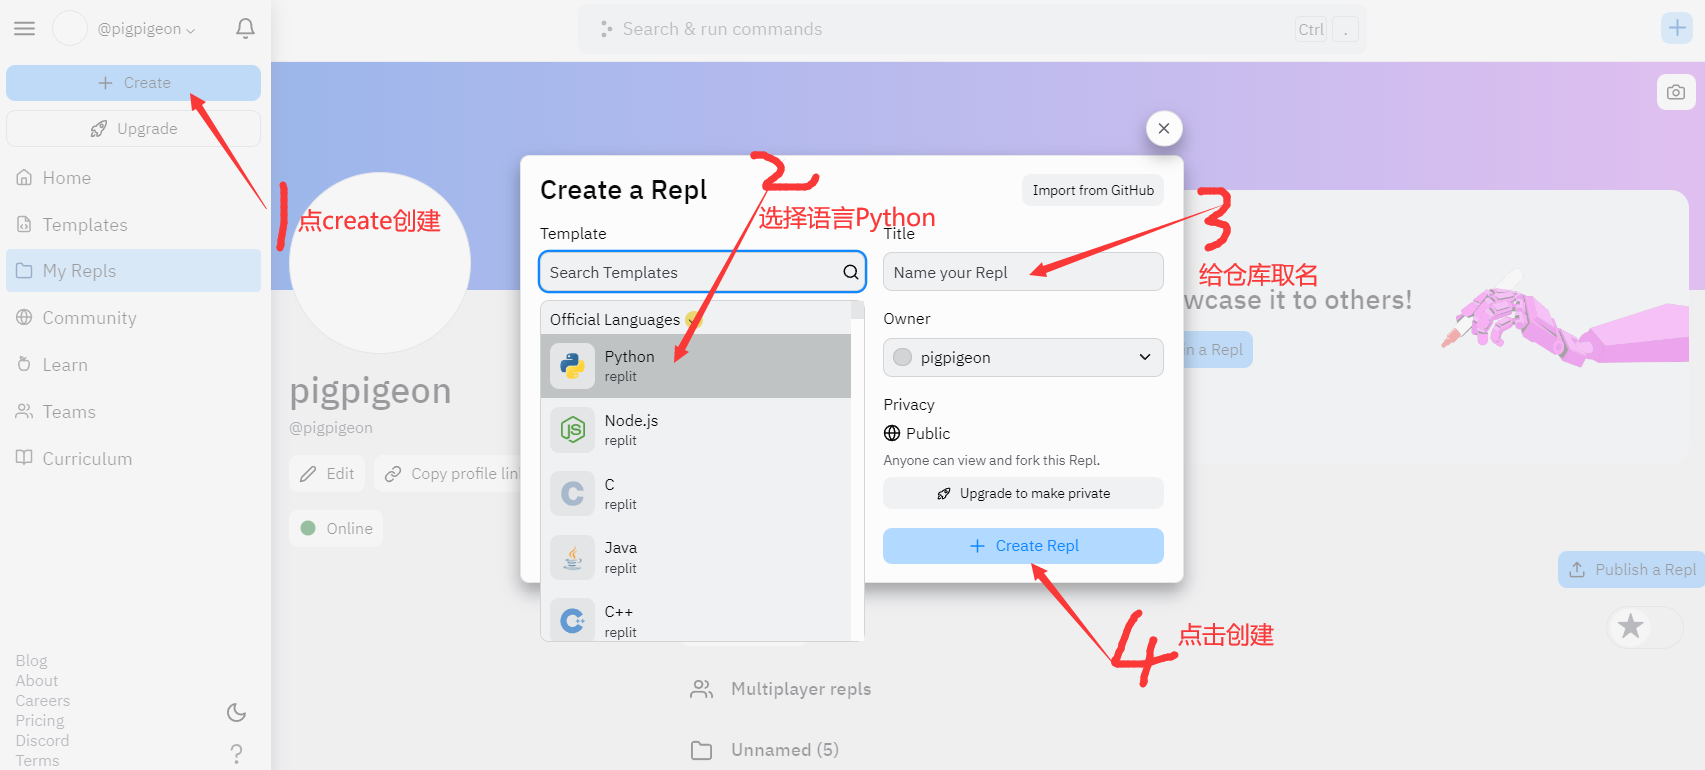 @pigpigeon
Search & run commands
Ctrl
.
Create
Upgrade
Home
Templates
My Repls
Community
Learn
Teams
Curriculum
Blog
About
Careers
Pricing
Discord
Terms
1
点create创建
pigpigeon
@pigpigeon
Edit
Copy profile lin
Online
Create a Repl
Import from GitHub
2
选择语言Python
Template
Search Templates
Official Languages
Python
replit
Node.js
replit
C
replit
Java
replit
C++
replit
Title
Name your Repl
3
给仓库取名
Owner
pigpigeon
Privacy
Public
Anyone can view and fork this Repl.
Upgrade to make private
Create Repl
4
点击创建
wcase it to others!
in a Repl
Publish a Repl
Multiplayer repls
Unnamed (5)